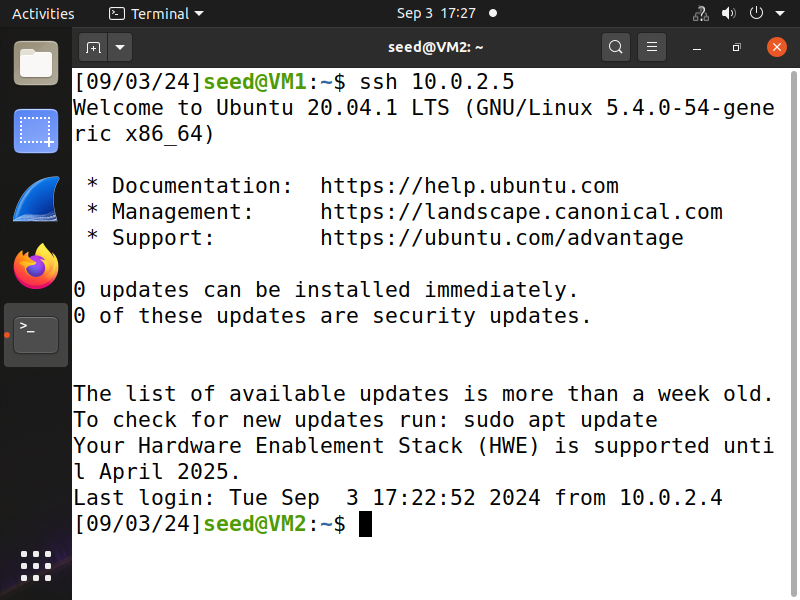 Activities Terminal Sep 3 17:27
seed@VM2: ~
[09/03/24]seed@VM1:~$ ssh 10.0.2.5
Welcome to Ubuntu 20.04.1 LTS (GNU/Linux 5.4.0-54-gene
ric x86_64)
* Documentation:  https://help.ubuntu.com
* Management:     https://landscape.canonical.com
* Support:        https://ubuntu.com/advantage
0 updates can be installed immediately.
0 of these updates are security updates.
The list of available updates is more than a week old.
To check for new updates run: sudo apt update
Your Hardware Enablement Stack (HWE) is supported unti
l April 2025.
Last login: Tue Sep  3 17:22:52 2024 from 10.0.2.4
[09/03/24]seed@VM2:~$